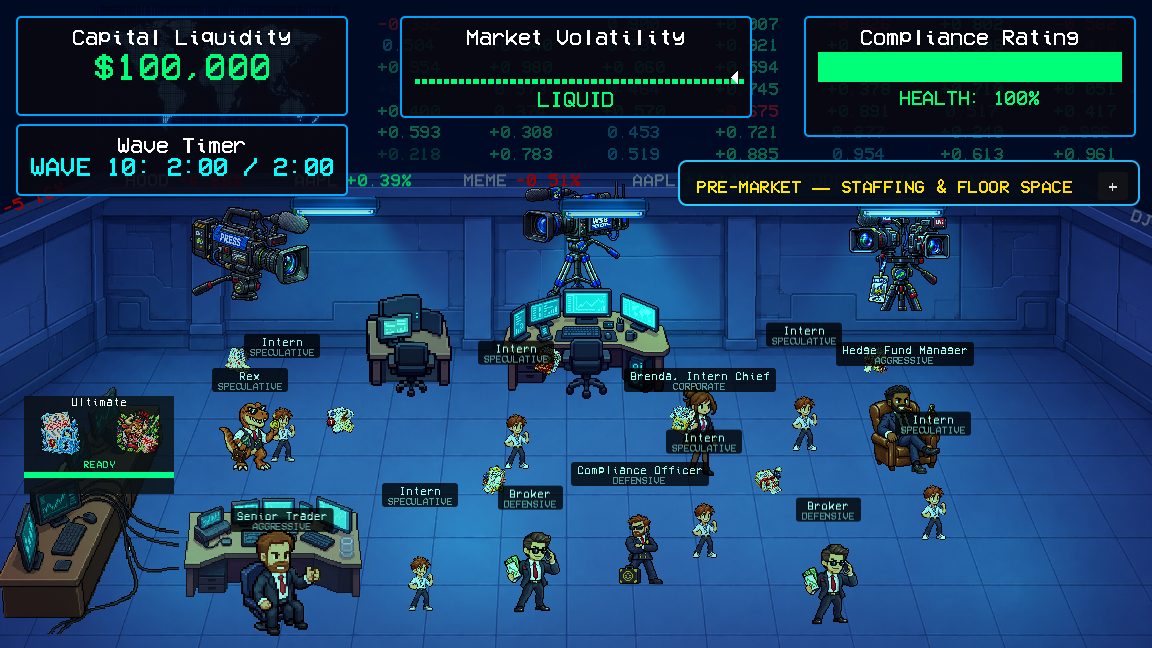 Capital Liquidity
$100,000
Wave Timer
WAVE 10: 2:00 / 2:00
Market Volatility
LIQUID
Compliance Rating
HEALTH: 100%
PRE-MARKET — STAFFING & FLOOR SPACE
+
+0.593
+0.308
0.453
+0.721
+0.218
+0.783
0.519
+0.885
0.954
+0.613
+0.961
+0.39%
MEME -0.51%
AAPL
DJ
PRESS
Intern
SPECULATIVE
Rex
SPECULATIVE
Intern
SPECULATIVE
Intern
SPECULATIVE
Hedge Fund Manager
AGGRESSIVE
Brenda, Intern Chief
CORPORATE
Ultimate
READY
Intern
SPECULATIVE
Intern
SPECULATIVE
Compliance Officer
DEFENSIVE
Intern
SPECULATIVE
Broker
DEFENSIVE
Broker
DEFENSIVE
Senior Trader
AGGRESSIVE